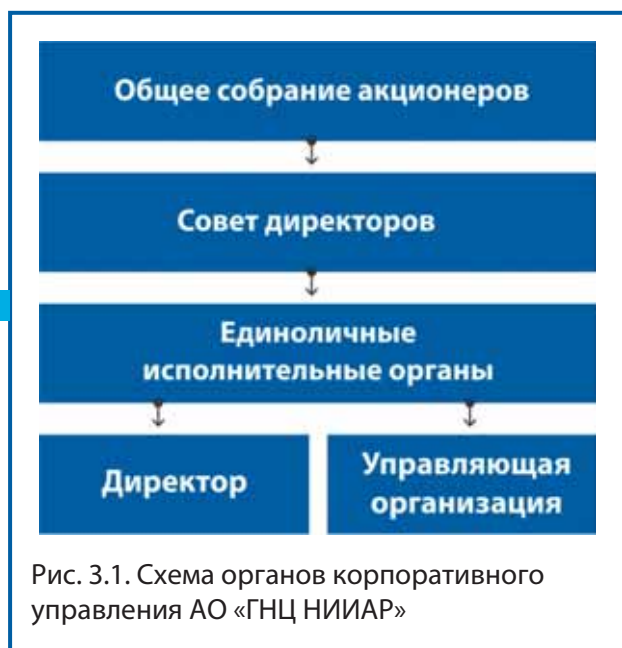 Общее собрание акционеров
Совет директоров
Единоличные
исполнительные органы
Директор
Управляющая
организация
Рис. 3.1. Схема органов корпоративного
управления АО «ГНЦ НИИАР»